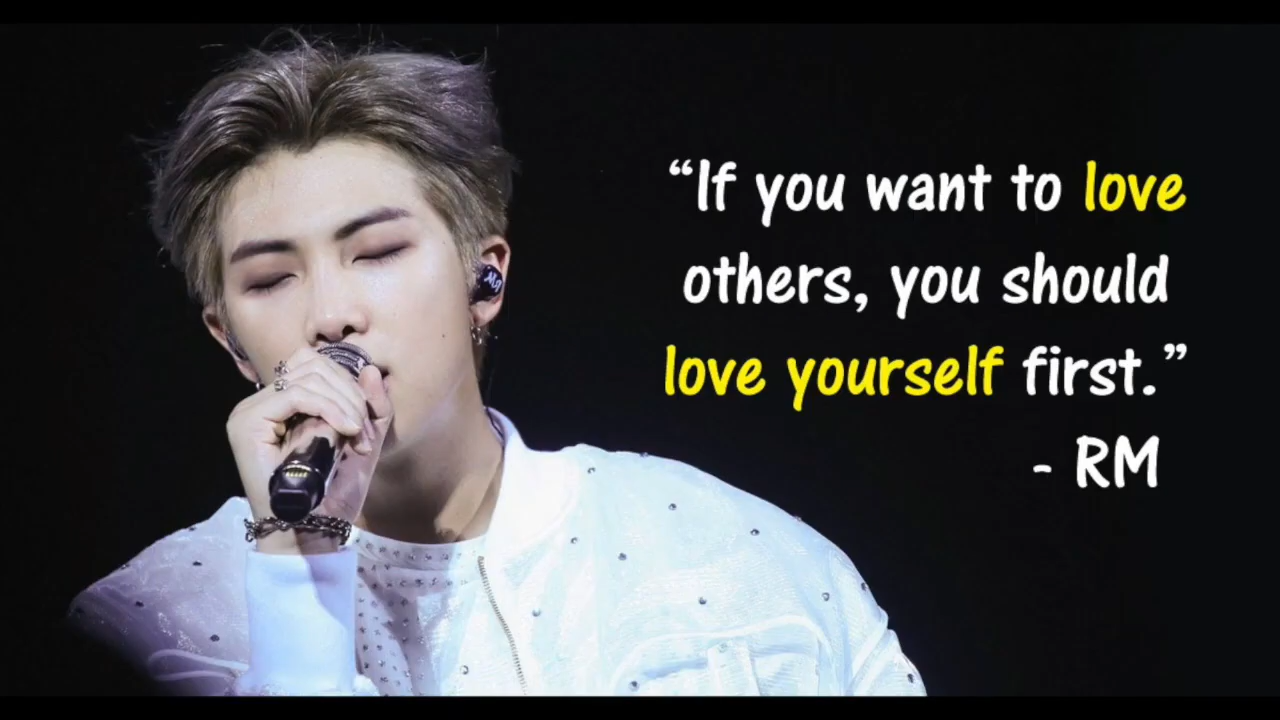 “If you want to love
others, you should
love yourself first.”
- RM